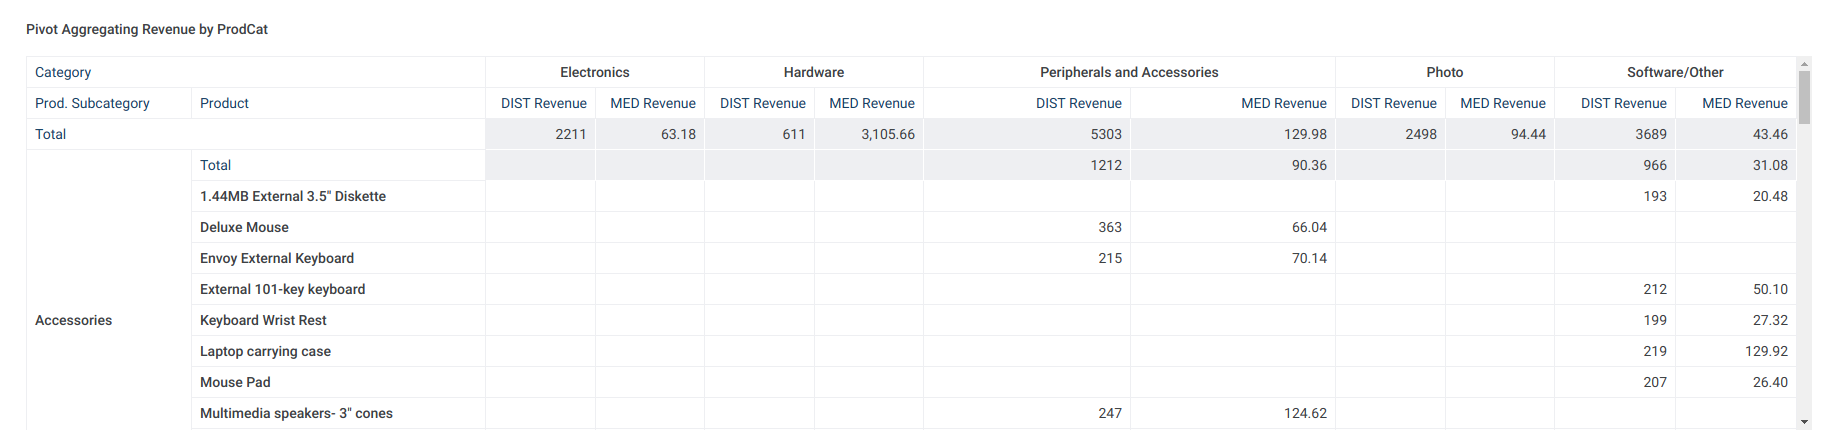 Pivot Aggregating Revenue by ProdCat
Category Electronics Hardware Peripherals and Accessories Photo Software/Other
Prod. Subcategory Product DIST Revenue MED Revenue DIST Revenue MED Revenue DIST Revenue MED Revenue DIST Revenue MED Revenue DIST Revenue MED Revenue
Total 2211 63.18 611 3,105.66 5303 129.98 2498 94.44 3689 43.46
Total 1212 90.36 966 31.08
1.44MB External 3.5" Diskette 193 20.48
Deluxe Mouse 363 66.04
Envoy External Keyboard 215 70.14
External 101-key keyboard 212 50.10
Accessories Keyboard Wrist Rest 199 27.32
Laptop carrying case 219 129.92
Mouse Pad 207 26.40
Multimedia speakers- 3" cones 247 124.62